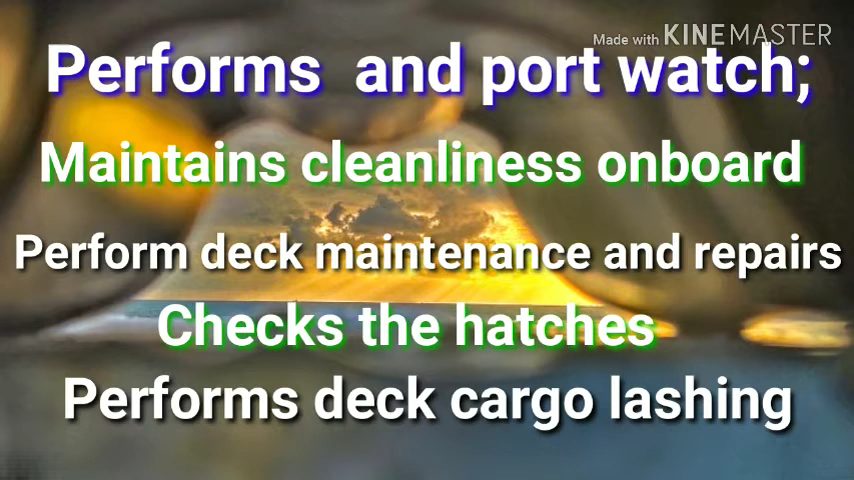 Made with KINEMASTER
Performs and port watch;
Maintains cleanliness onboard
Perform deck maintenance and repairs
Checks the hatches
Performs deck cargo lashing